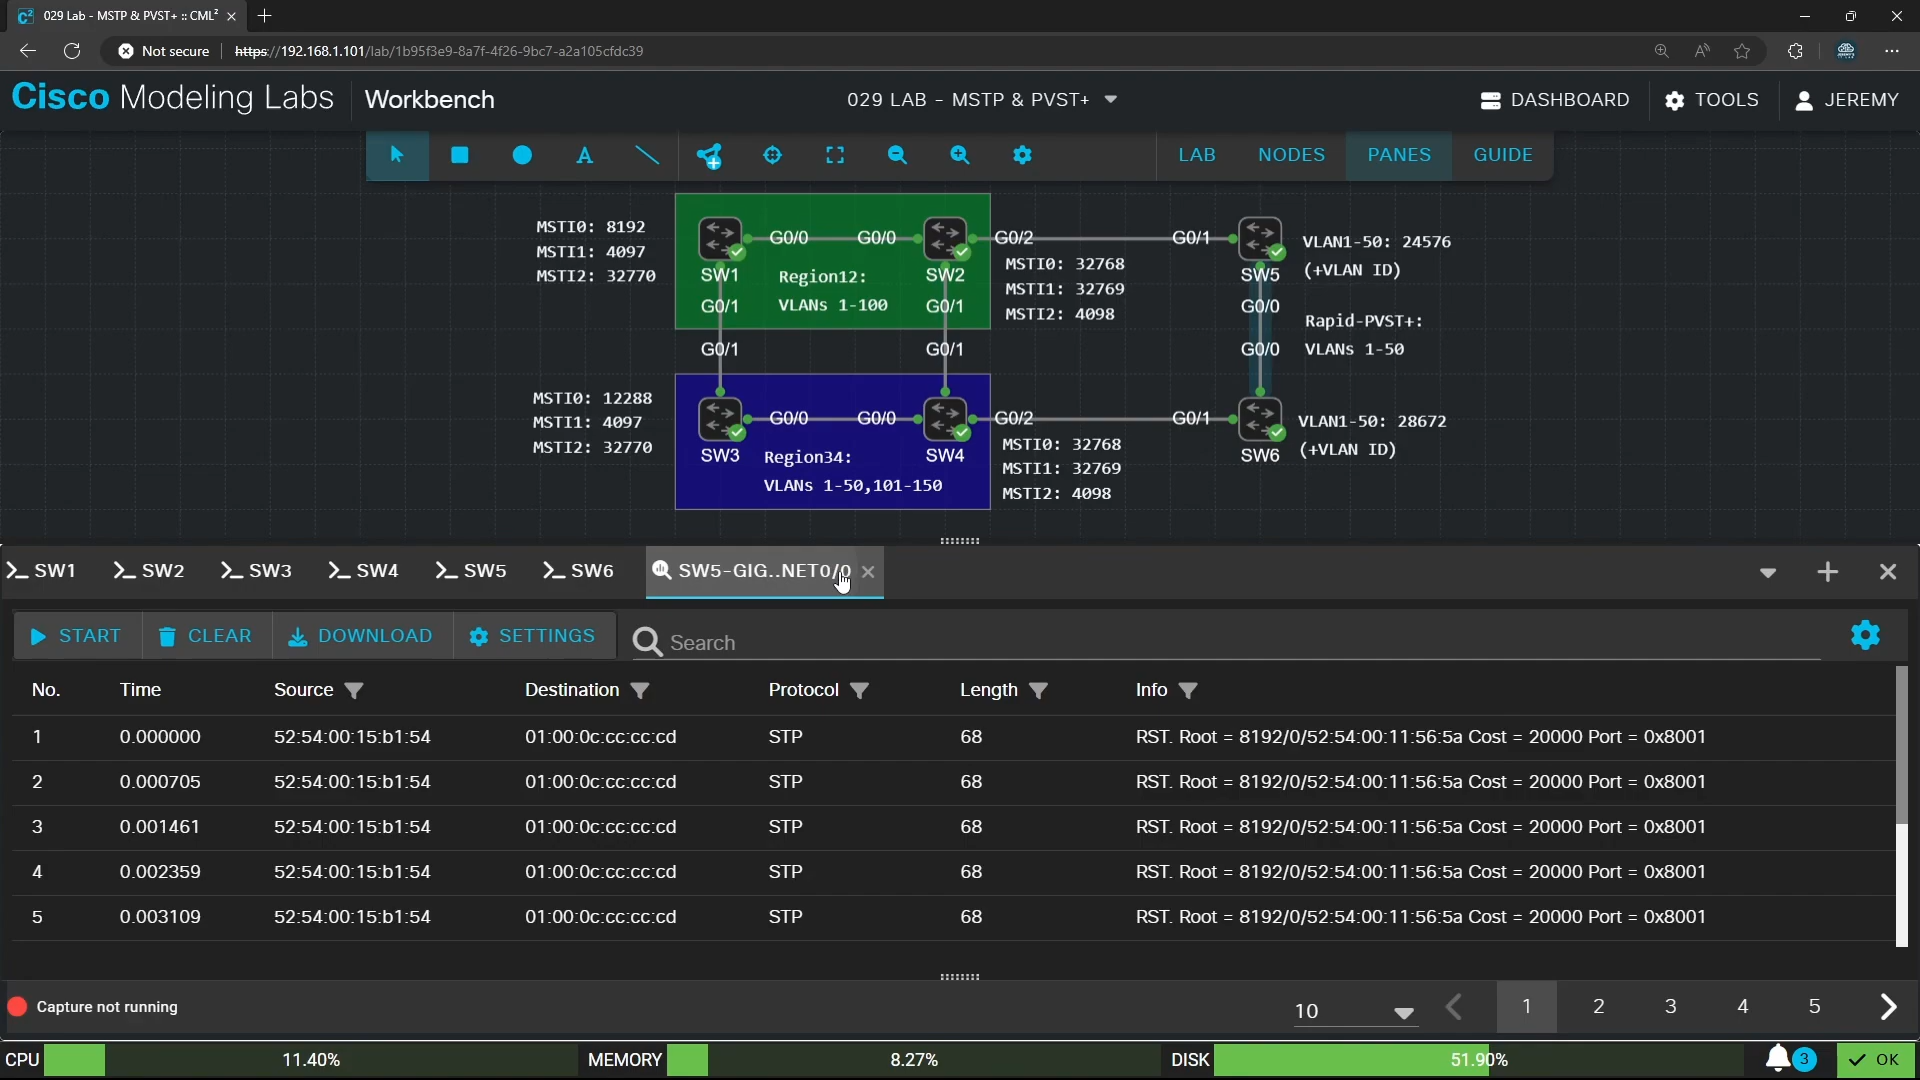 029 Lab - MSTP & PVST+ :: CML²
Not secure https://192.168.1.101/lab/1b95f3e9-8a7f-4f26-9bc7-a2a105cfdc39
Cisco Modeling Labs Workbench 029 LAB - MSTP & PVST+ DASHBOARD TOOLS JEREMY
LAB NODES PANES GUIDE
MSTI0: 8192
MSTI1: 4097
MSTI2: 32770
SW1
G0/0
G0/0
SW2
Region12:
VLANs 1-100
G0/1
G0/1
G0/2
G0/1
MSTI0: 32768
MSTI1: 32769
MSTI2: 4098
SW5
VLAN1-50: 24576
(+VLAN ID)
G0/0
Rapid-PVST+:
VLANs 1-50
G0/1
G0/1
G0/0
MSTI0: 12288
MSTI1: 4097
MSTI2: 32770
SW3
G0/0
G0/0
SW4
Region34:
VLANs 1-50,101-150
G0/2
G0/1
MSTI0: 32768
MSTI1: 32769
MSTI2: 4098
SW6
VLAN1-50: 28672
(+VLAN ID)
SW1 SW2 SW3 SW4 SW5 SW6 SW5-GIG..NET0/0
START CLEAR DOWNLOAD SETTINGS Search
No. Time Source Destination Protocol Length Info
1 0.000000 52:54:00:15:b1:54 01:00:0c:cc:cc:cd STP 68 RST. Root = 8192/0/52:54:00:11:56:5a Cost = 20000 Port = 0x8001
2 0.000705 52:54:00:15:b1:54 01:00:0c:cc:cc:cd STP 68 RST. Root = 8192/0/52:54:00:11:56:5a Cost = 20000 Port = 0x8001
3 0.001461 52:54:00:15:b1:54 01:00:0c:cc:cc:cd STP 68 RST. Root = 8192/0/52:54:00:11:56:5a Cost = 20000 Port = 0x8001
4 0.002359 52:54:00:15:b1:54 01:00:0c:cc:cc:cd STP 68 RST. Root = 8192/0/52:54:00:11:56:5a Cost = 20000 Port = 0x8001
5 0.003109 52:54:00:15:b1:54 01:00:0c:cc:cc:cd STP 68 RST. Root = 8192/0/52:54:00:11:56:5a Cost = 20000 Port = 0x8001
Capture not running 10 1 2 3 4 5
CPU 11.40% MEMORY 8.27% DISK 51.90% 3 OK